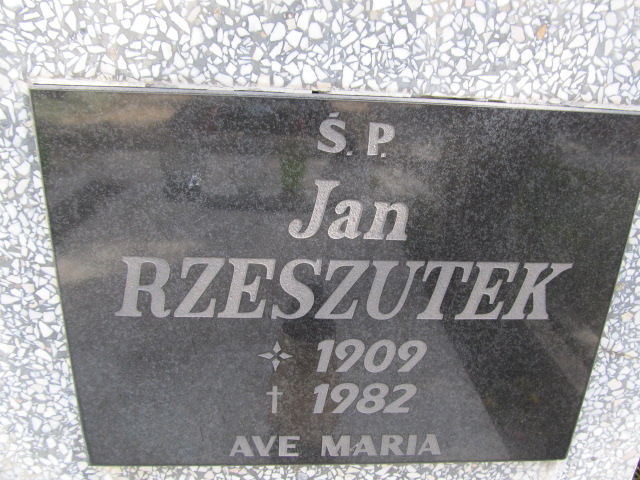 Ś. P.
Jan
RZESZUTEK
✧ 1909
† 1982
AVE MARIA